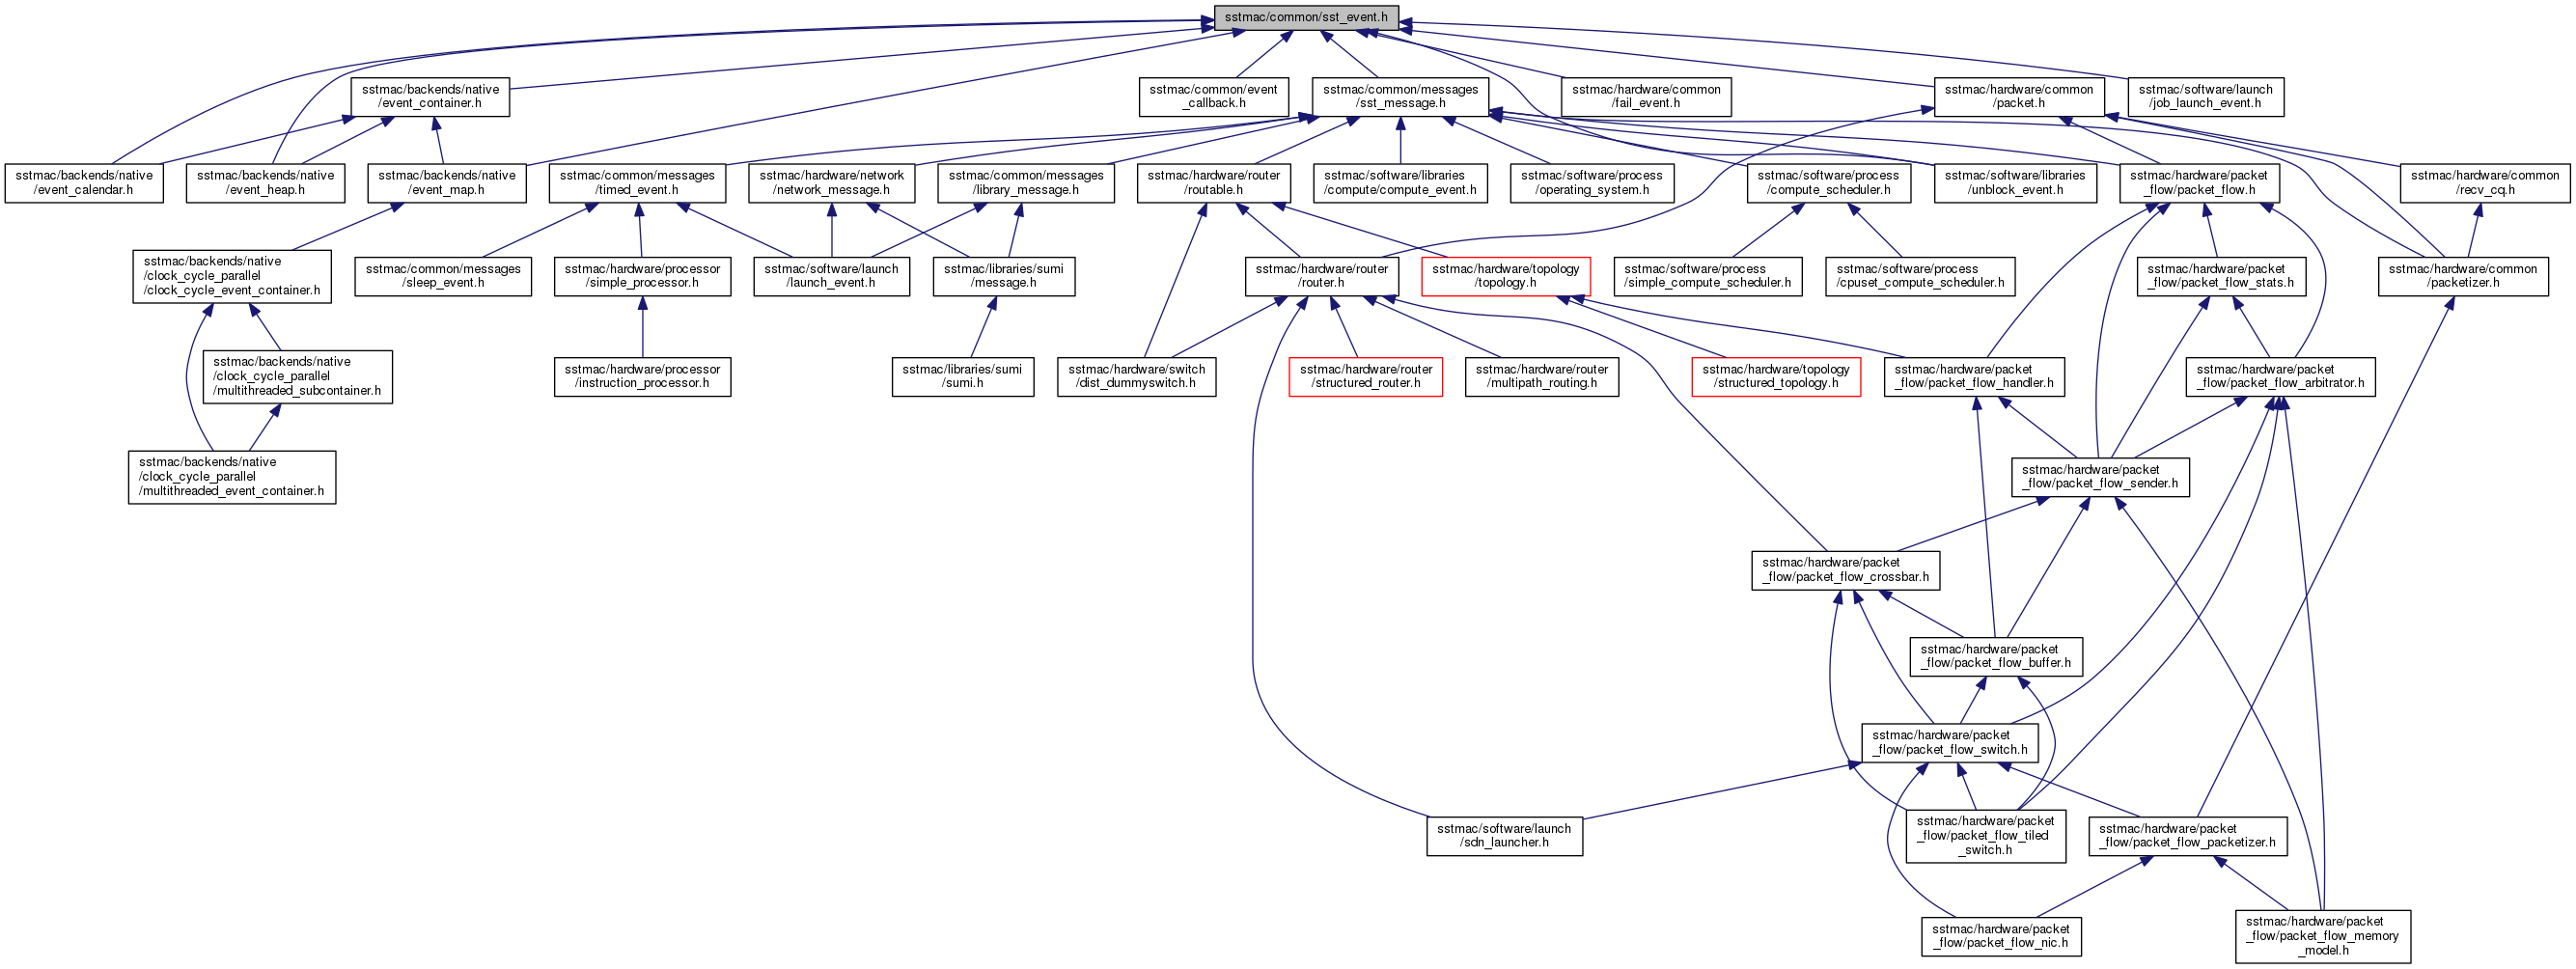 sstmac/common/sst_event.h
sstmac/backends/native
/event_container.h
sstmac/common/event
_callback.h
sstmac/common/messages
/sst_message.h
sstmac/hardware/common
/fail_event.h
sstmac/hardware/common
/packet.h
sstmac/software/launch
/job_launch_event.h
sstmac/backends/native
/event_calendar.h
sstmac/backends/native
/event_heap.h
sstmac/backends/native
/event_map.h
sstmac/common/messages
/timed_event.h
sstmac/hardware/network
/network_message.h
sstmac/common/messages
/library_message.h
sstmac/hardware/router
/routable.h
sstmac/software/libraries
/compute/compute_event.h
sstmac/software/process
/operating_system.h
sstmac/software/process
/compute_scheduler.h
sstmac/software/libraries
/unblock_event.h
sstmac/hardware/packet
_flow/packet_flow.h
sstmac/hardware/common
/recv_cq.h
sstmac/backends/native
/clock_cycle_parallel
/clock_cycle_event_container.h
sstmac/common/messages
/sleep_event.h
sstmac/hardware/processor
/simple_processor.h
sstmac/software/launch
/launch_event.h
sstmac/libraries/sumi
/message.h
sstmac/hardware/router
/router.h
sstmac/hardware/topology
/topology.h
sstmac/software/process
/simple_compute_scheduler.h
sstmac/software/process
/cpuset_compute_scheduler.h
sstmac/hardware/packet
_flow/packet_flow_stats.h
sstmac/hardware/common
/packetizer.h
sstmac/backends/native
/clock_cycle_parallel
/multithreaded_subcontainer.h
sstmac/hardware/processor
/instruction_processor.h
sstmac/libraries/sumi
/sumi.h
sstmac/hardware/switch
/dist_dummyswitch.h
sstmac/hardware/router
/structured_router.h
sstmac/hardware/router
/multipath_routing.h
sstmac/hardware/topology
/structured_topology.h
sstmac/hardware/packet
_flow/packet_flow_handler.h
sstmac/hardware/packet
_flow/packet_flow_arbitrator.h
sstmac/backends/native
/clock_cycle_parallel
/multithreaded_event_container.h
sstmac/hardware/packet
_flow/packet_flow_sender.h
sstmac/hardware/packet
_flow/packet_flow_crossbar.h
sstmac/hardware/packet
_flow/packet_flow_buffer.h
sstmac/hardware/packet
_flow/packet_flow_switch.h
sstmac/software/launch
/sdn_launcher.h
sstmac/hardware/packet
_flow/packet_flow_tiled
_switch.h
sstmac/hardware/packet
_flow/packet_flow_packetizer.h
sstmac/hardware/packet
_flow/packet_flow_nic.h
sstmac/hardware/packet
_flow/packet_flow_memory
_model.h